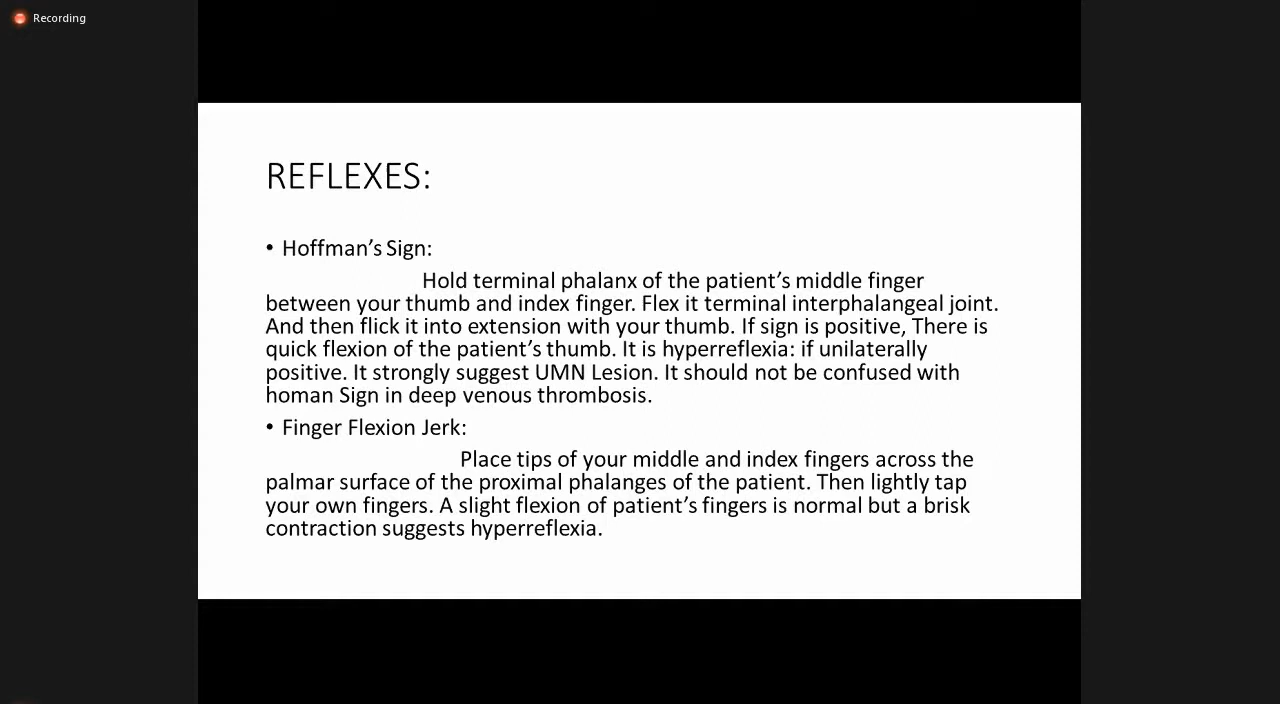 Recording
REFLEXES:
• Hoffman’s Sign:
Hold terminal phalanx of the patient’s middle finger
between your thumb and index finger. Flex it terminal interphalangeal joint.
And then flick it into extension with your thumb. If sign is positive, There is
quick flexion of the patient’s thumb. It is hyperreflexia: if unilaterally
positive. It strongly suggest UMN Lesion. It should not be confused with
homan Sign in deep venous thrombosis.
• Finger Flexion Jerk:
Place tips of your middle and index fingers across the
palmar surface of the proximal phalanges of the patient. Then lightly tap
your own fingers. A slight flexion of patient’s fingers is normal but a brisk
contraction suggests hyperreflexia.